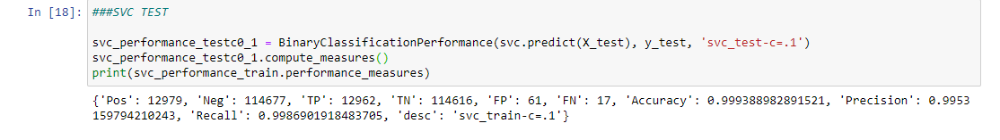 In [18]: ###SVC TEST
svc_performance_testc0_1 = BinaryClassificationPerformance(svc.predict(X_test), y_test, 'svc_test-c=.1')
svc_performance_testc0_1.compute_measures()
print(svc_performance_train.performance_measures)
{'Pos': 12979, 'Neg': 114677, 'TP': 12962, 'TN': 114616, 'FP': 61, 'FN': 17, 'Accuracy': 0.999388982891521, 'Precision': 0.9953
159794210243, 'Recall': 0.9986901918483705, 'desc': 'svc_train-c=.1'}